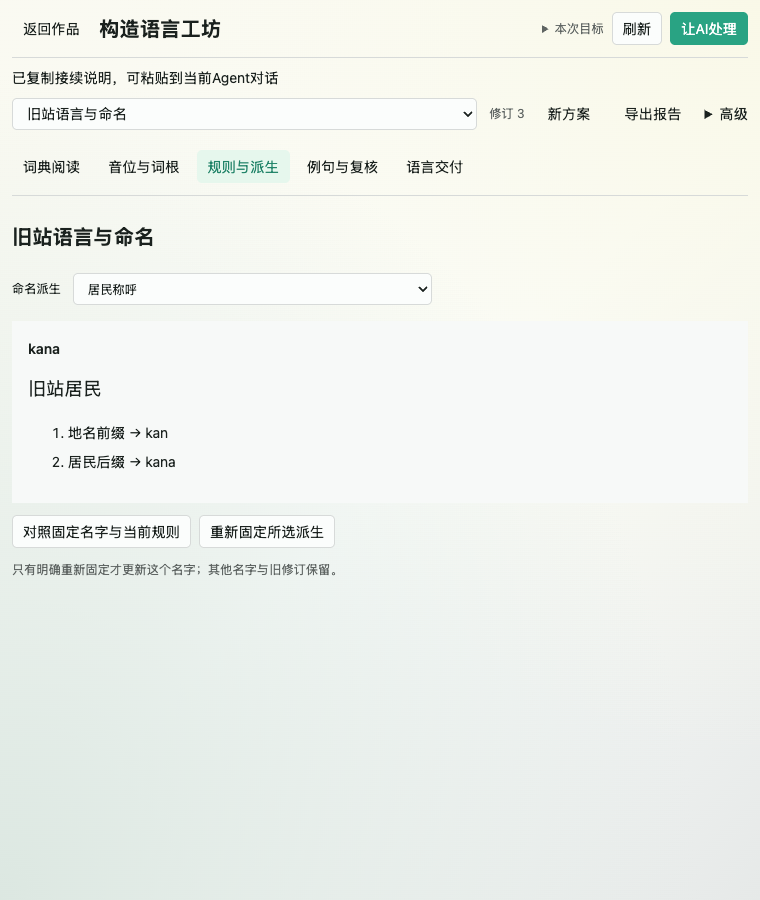 返回作品 构造语言工坊 ▶ 本次目标 刷新 让AI处理
已复制接续说明，可粘贴到当前Agent对话
旧站语言与命名 修订 3 新方案 导出报告 ▶ 高级
词典阅读 音位与词根 规则与派生 例句与复核 语言交付
旧站语言与命名
命名派生 居民称呼
kana
旧站居民
1. 地名前缀 → kan
2. 居民后缀 → kana
对照固定名字与当前规则 重新固定所选派生
只有明确重新固定才更新这个名字；其他名字与旧修订保留。